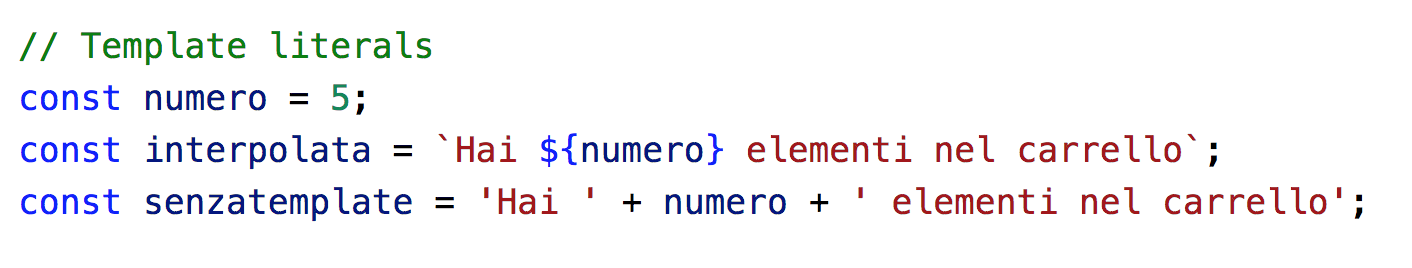 // Template literals
const numero = 5;
const interpolata = `Hai ${numero} elementi nel carrello`;
const senzatemplate = 'Hai ' + numero + ' elementi nel carrello';